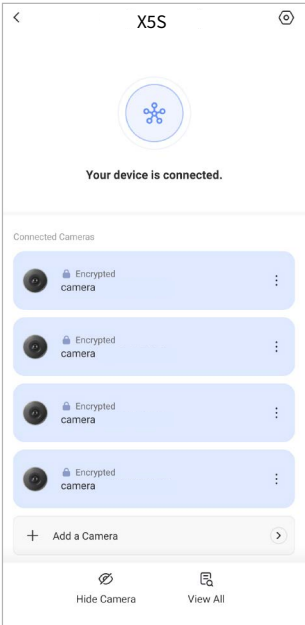 X5S
Your device is connected.
Connected Cameras
Encrypted
camera
Encrypted
camera
Encrypted
camera
Encrypted
camera
Add a Camera
Hide Camera
View All